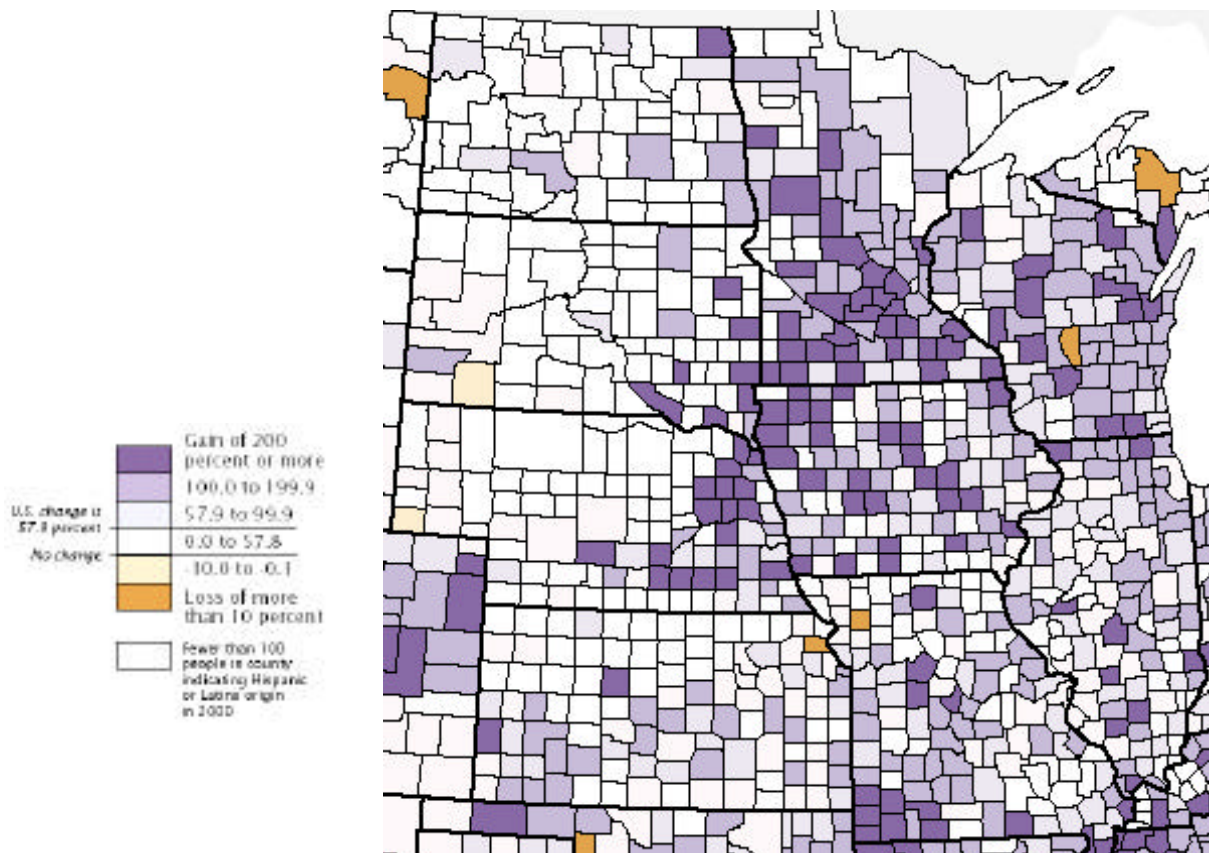 Gain of 200
percent or more
100.0 to 199.9
U.S. change is
57.9 percent
57.9 to 99.9
0.0 to 57.8
No change
-10.0 to -0.1
Loss of more
than 10 percent
Fewer than 100
people in county
indicating Hispanic
or Latino origin
in 2000